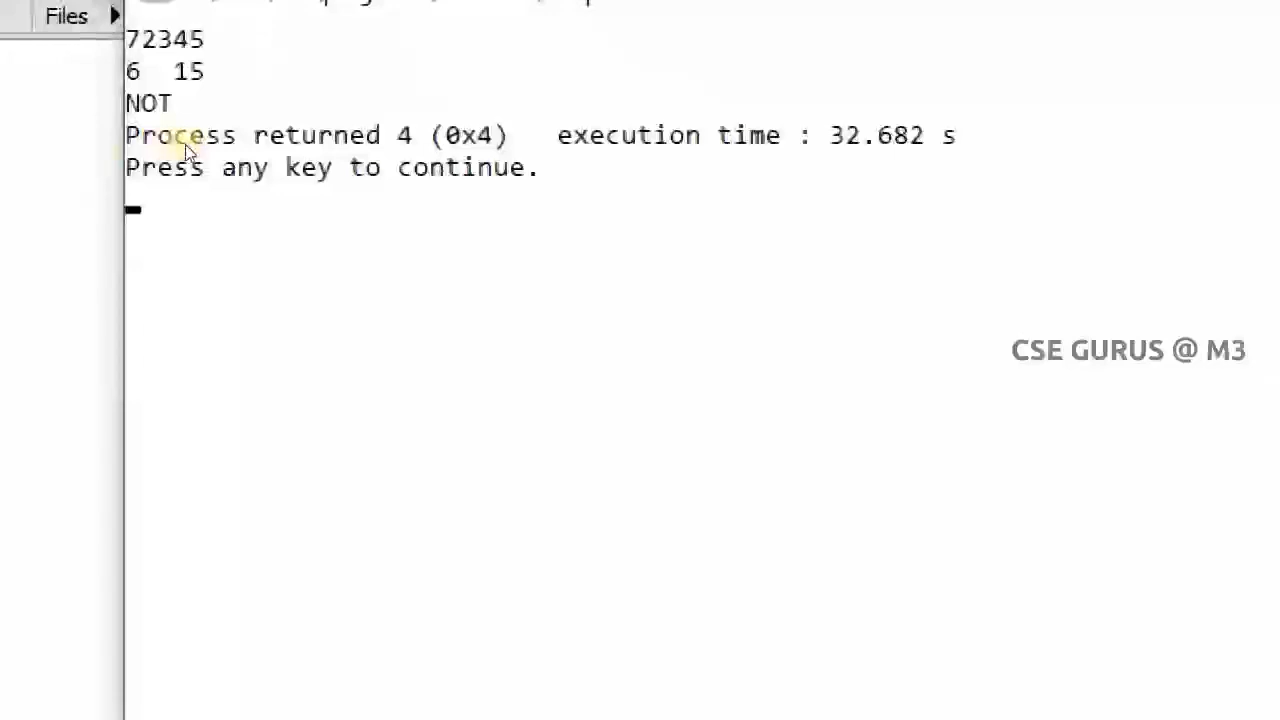 Files
72345
6  15
NOT
Process returned 4 (0x4)   execution time : 32.682 s
Press any key to continue.
CSE GURUS @ M3